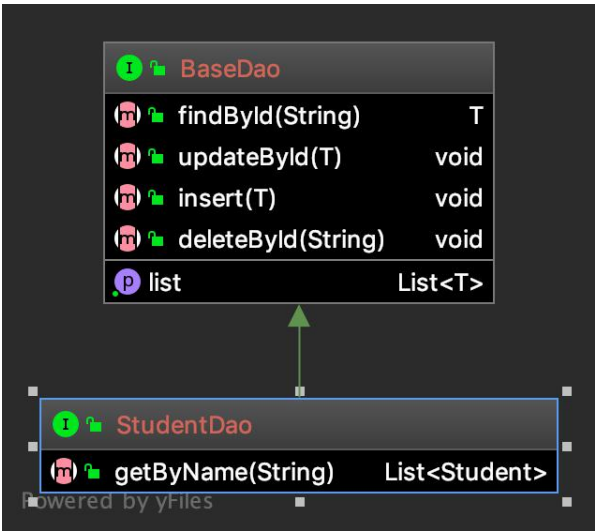 I BaseDao
m findById(String) T
m updateById(T) void
m insert(T) void
m deleteById(String) void
p list List<T>
I StudentDao
m getByName(String) List<Student>
Powered by yFiles